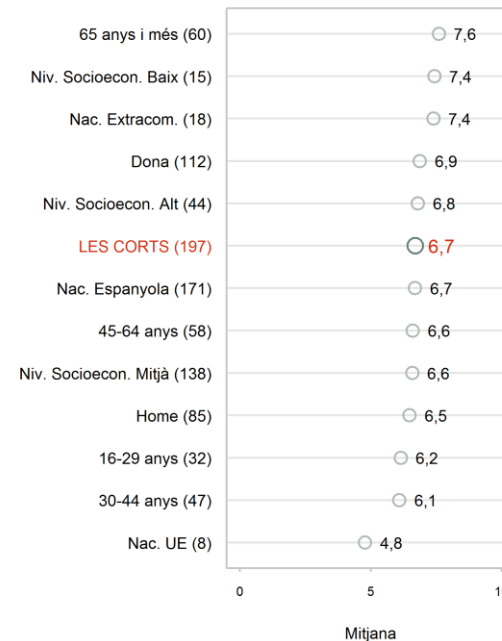 65 anys i més (60) 7,6
Niv. Socioecon. Baix (15) 7,4
Nac. Extracom. (18) 7,4
Dona (112) 6,9
Niv. Socioecon. Alt (44) 6,8
LES CORTS (197) 6,7
Nac. Espanyola (171) 6,7
45-64 anys (58) 6,6
Niv. Socioecon. Mitjà (138) 6,6
Home (85) 6,5
16-29 anys (32) 6,2
30-44 anys (47) 6,1
Nac. UE (8) 4,8
0 5 1
Mitjana